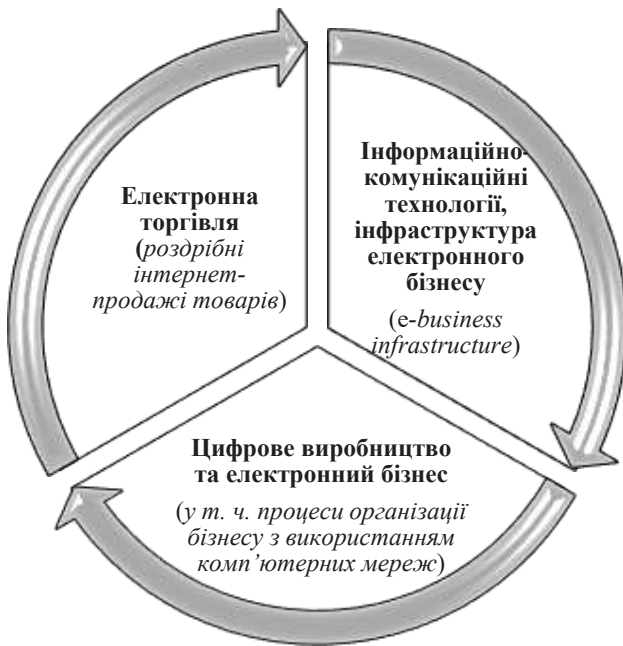 Електронна
торгівля
(роздрібні
інтернет-
продажі товарів)
Інформаційно-
комунікаційні
технології,
інфраструктура
електронного
бізнесу
(e-business
infrastructure)
Цифрове виробництво
та електронний бізнес
(у т. ч. процеси організації
бізнесу з використанням
комп’ютерних мереж)